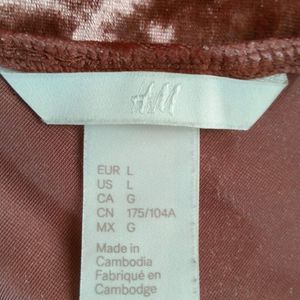 H&M
EUR L
US L
CA G
CN 175/104A
MX G
Made in
Cambodia
Fabriqué en
Cambodge